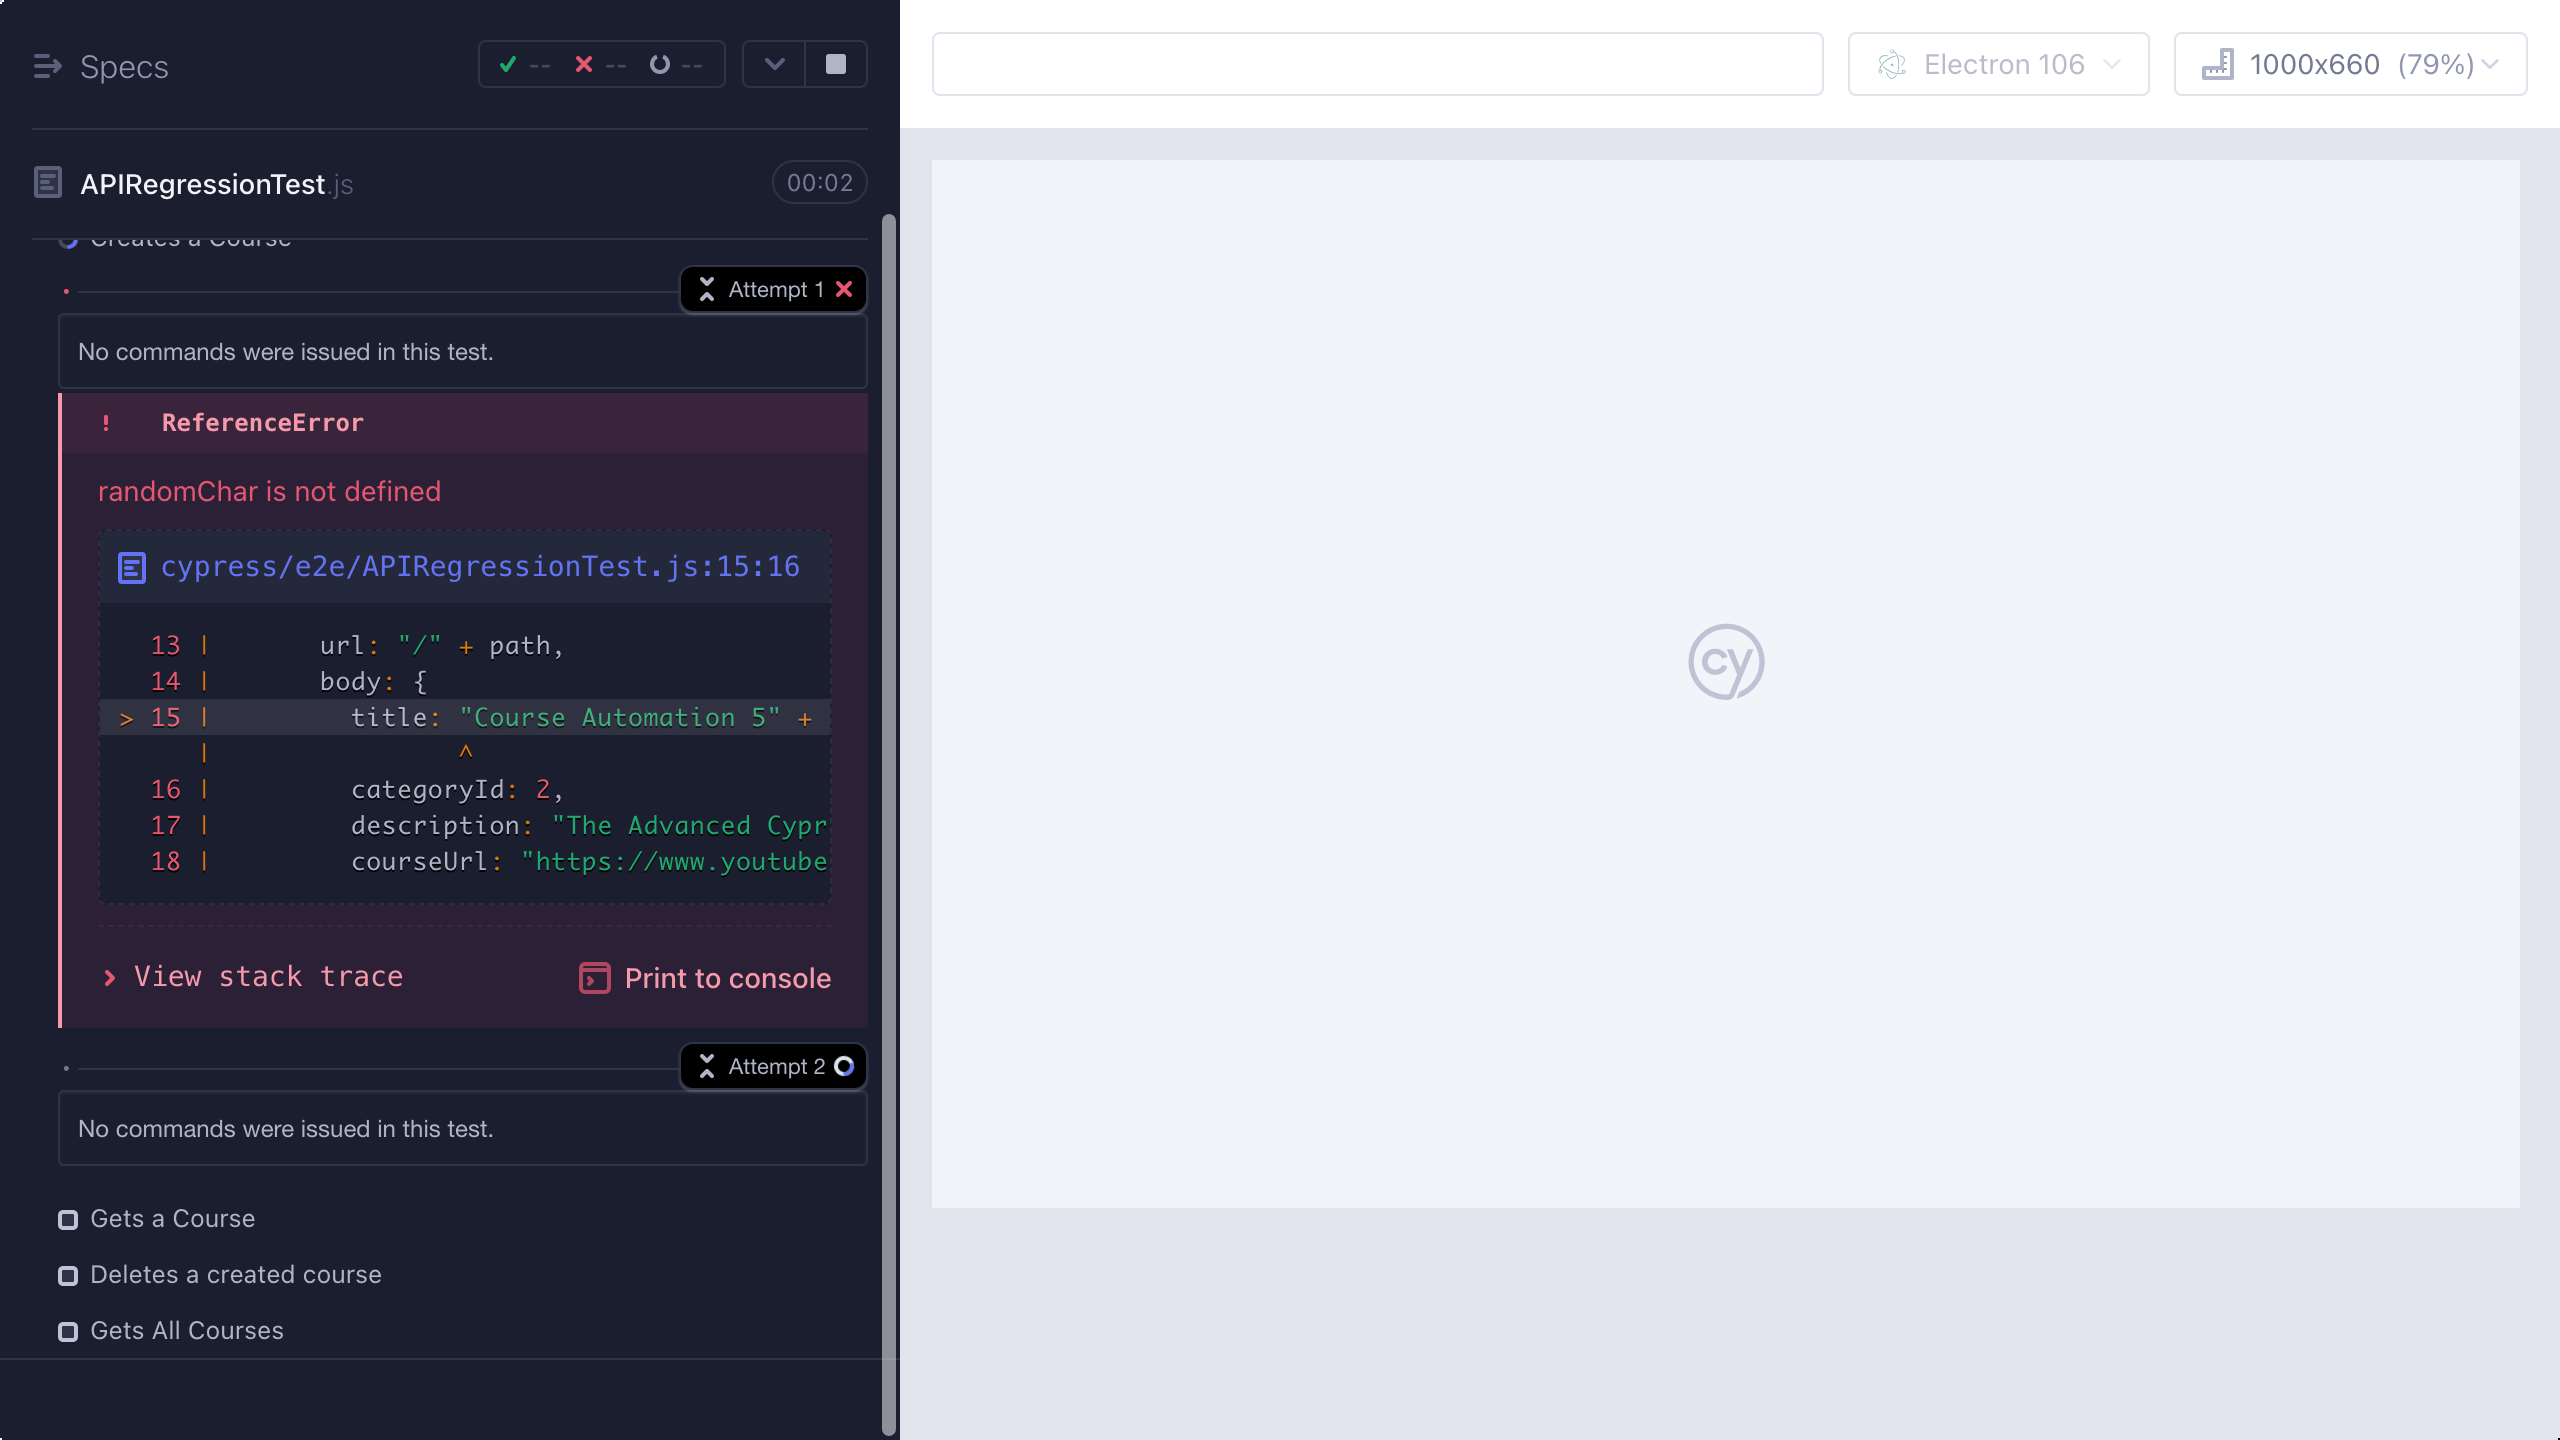 Specs
-- -- --
APIRegressionTest.js
00:02
Creates a Course
Attempt 1
No commands were issued in this test.
! ReferenceError
randomChar is not defined
cypress/e2e/APIRegressionTest.js:15:16
13 | url: "/" + path,
14 | body: {
> 15 | title: "Course Automation 5" +
| ^
16 | categoryId: 2,
17 | description: "The Advanced Cypr
18 | courseUrl: "https://www.youtube
> View stack trace
Print to console
Attempt 2
No commands were issued in this test.
Gets a Course
Deletes a created course
Gets All Courses
Electron 106
1000x660 (79%)
cy